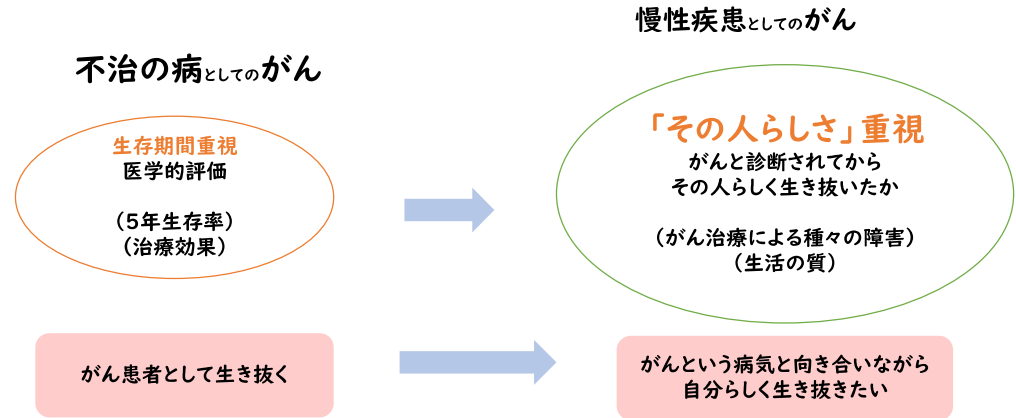 不治の病としてのがん
生存期間重視
医学的評価
（5年生存率）
（治療効果）
がん患者として生き抜く
慢性疾患としてのがん
「その人らしさ」重視
がんと診断されてから
その人らしく生き抜いたか
（がん治療による種々の障害）
（生活の質）
がんという病気と向き合いながら
自分らしく生き抜きたい